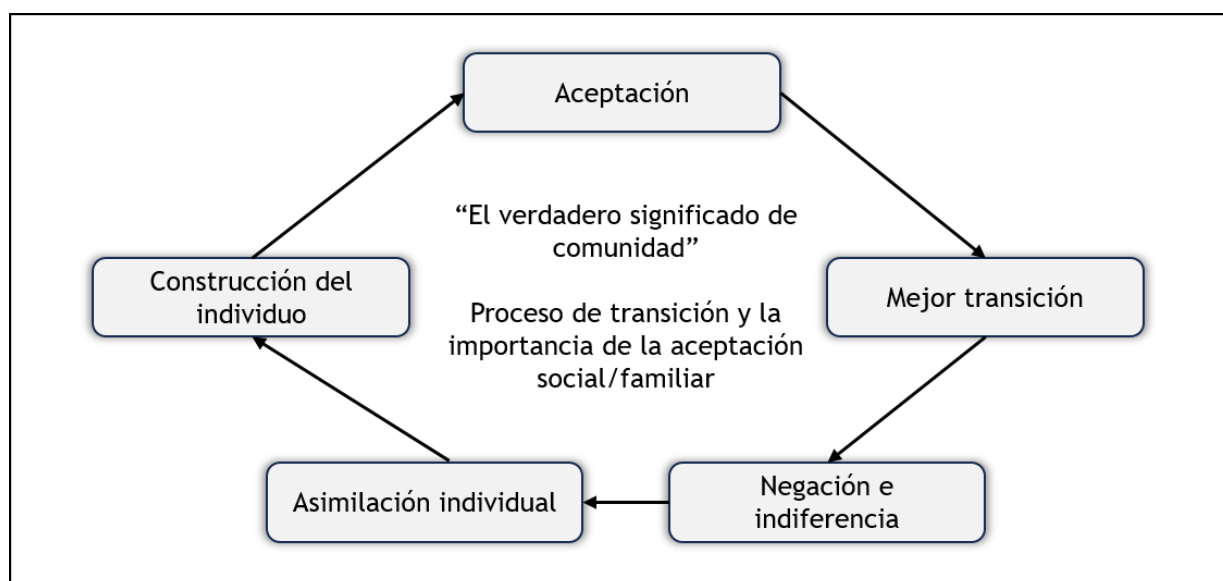 Aceptación
“El verdadero significado de
comunidad”
Construcción del
individuo
Mejor transición
Proceso de transición y la
importancia de la aceptación
social/familiar
Asimilación individual
Negación e
indiferencia